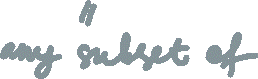 "
any subset of